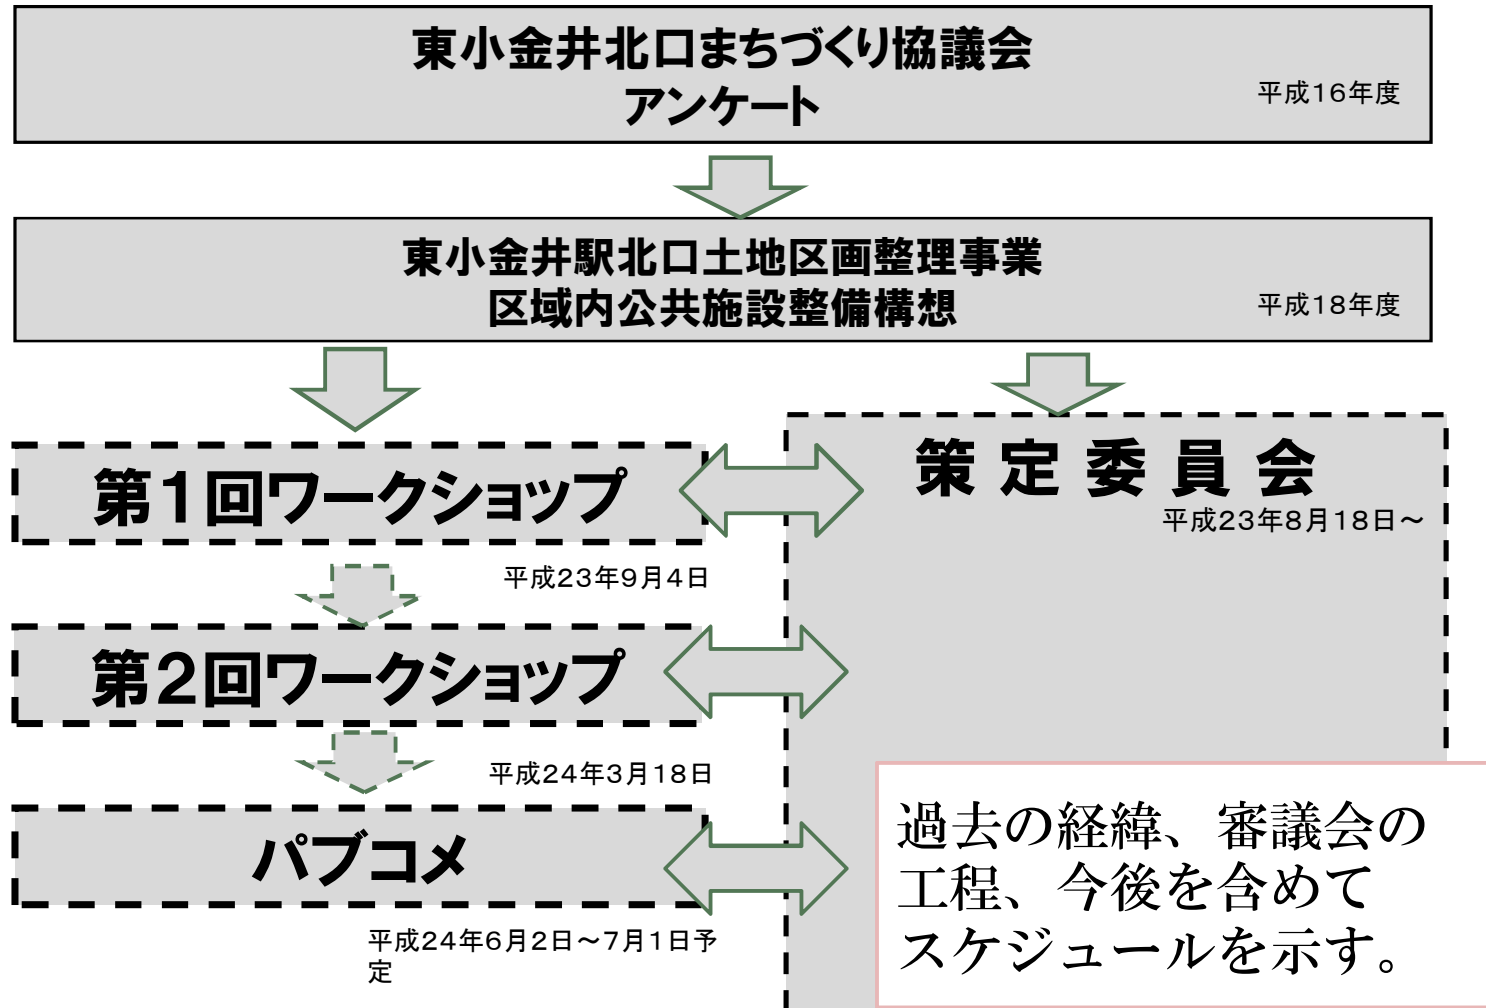 東小金井北口まちづくり協議会
アンケート
平成16年度
東小金井駅北口土地区画整理事業
区域内公共施設整備構想
平成18年度
第1回ワークショップ
平成23年9月4日
策定委員会
平成23年8月18日～
第2回ワークショップ
平成24年3月18日
パブコメ
平成24年6月2日～7月1日予
定
過去の経緯、審議会の
工程、今後を含めて
スケジュールを示す。